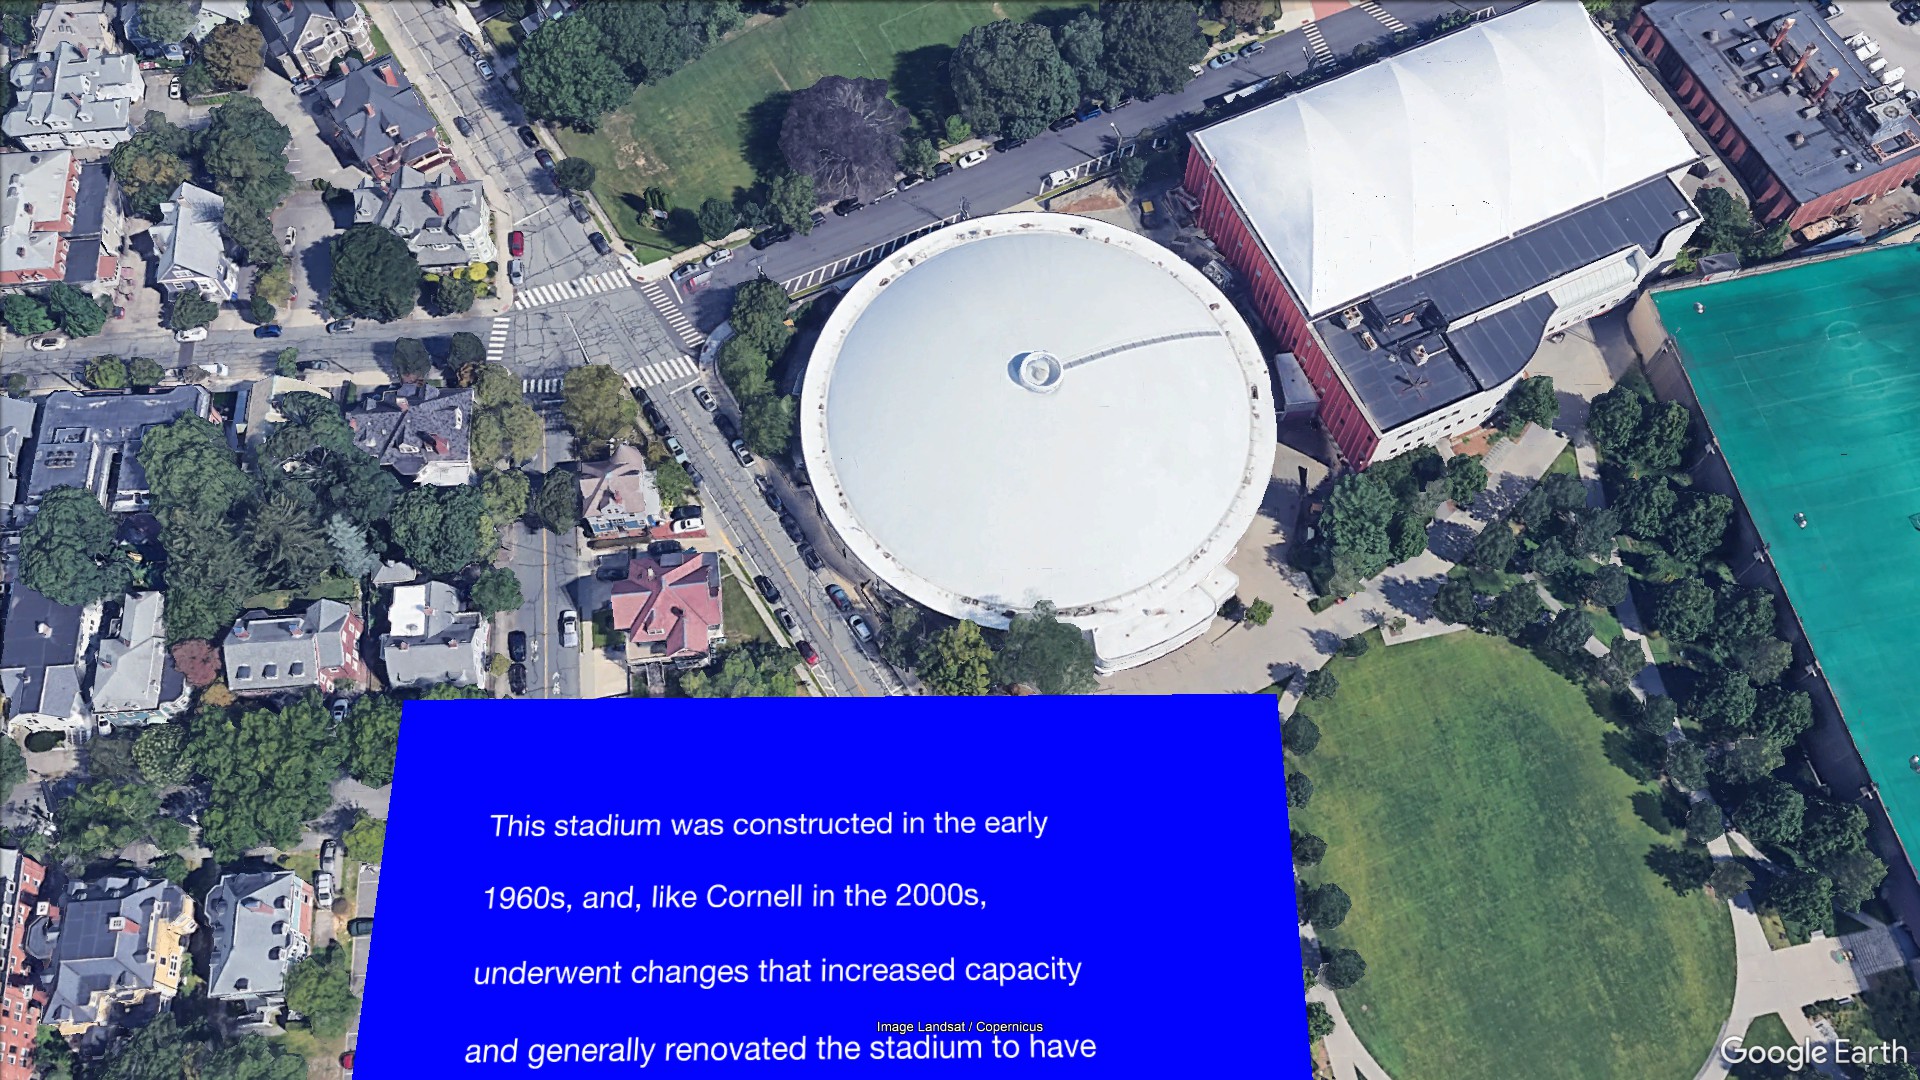 This stadium was constructed in the early
1960s, and, like Cornell in the 2000s,
underwent changes that increased capacity
and generally renovated the stadium to have
Image Landsat / Copernicus
Google Earth